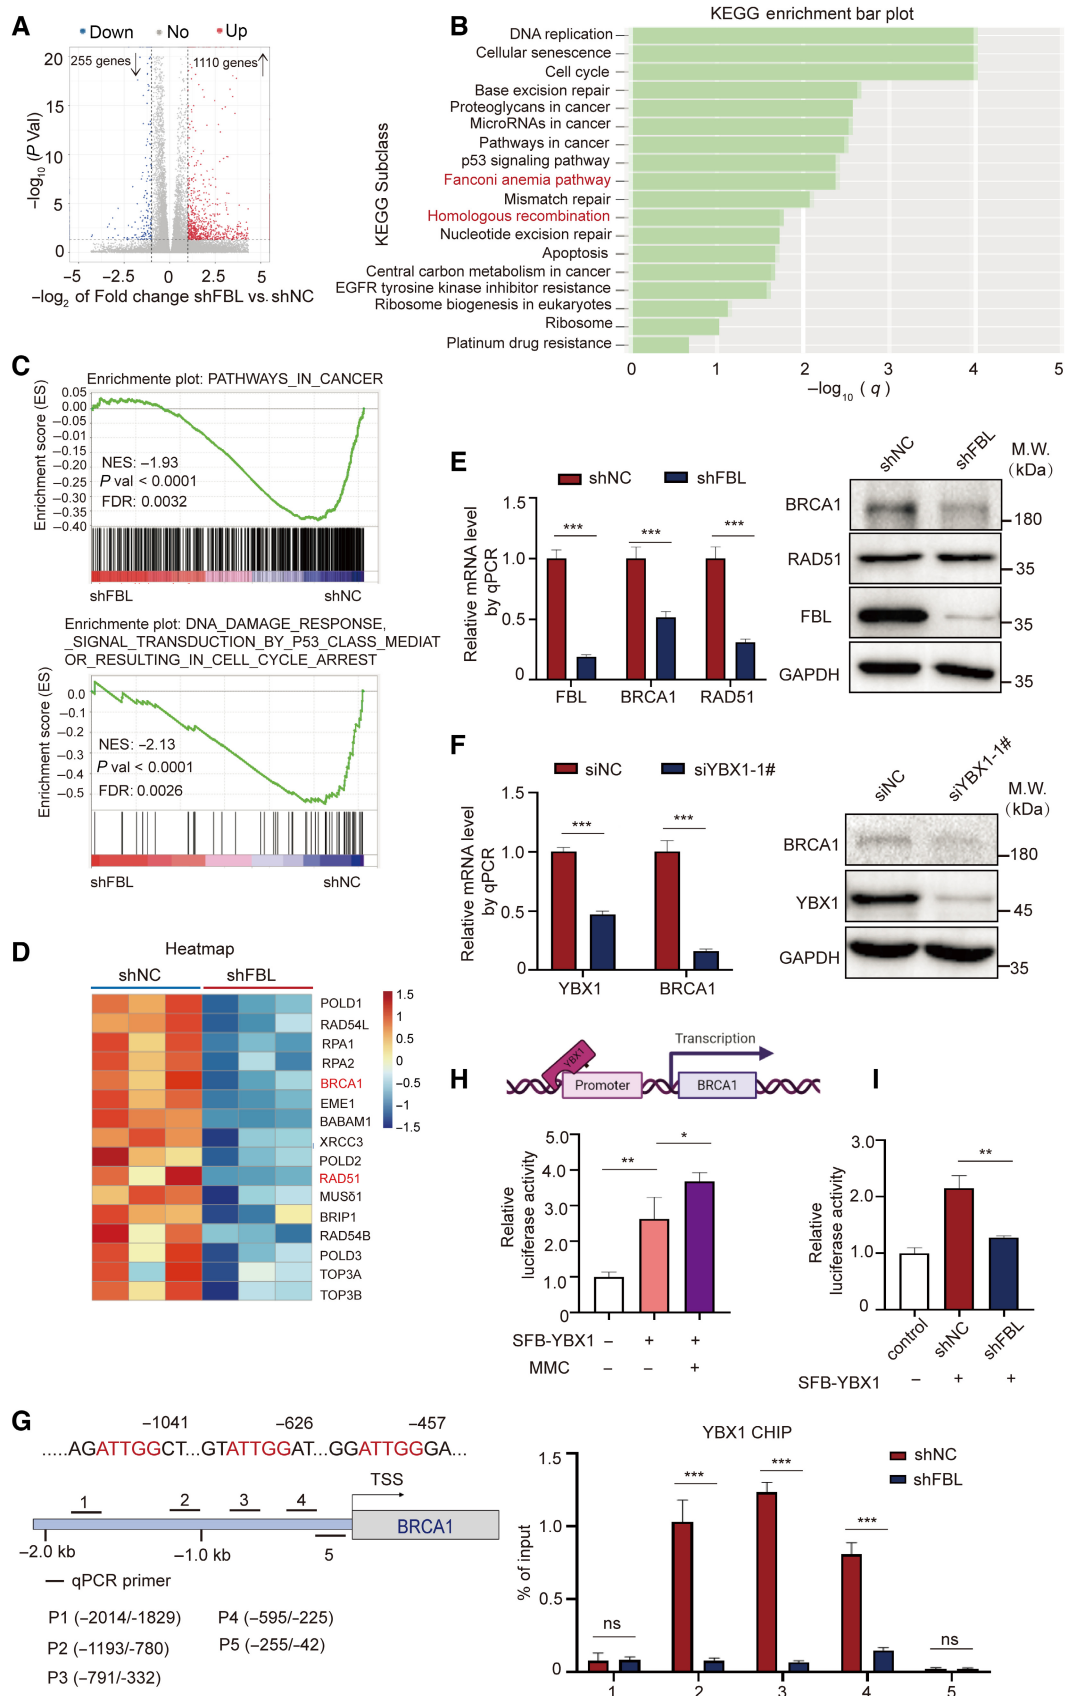 A
Down No Up
255 genes
1110 genes
20
15
10
5
0
–log10 (P Val)
–5 –2.5 0 2.5 5
–log2 of Fold change shFBL vs. shNC
B
KEGG enrichment bar plot
KEGG Subclass
DNA replication
Cellular senescence
Cell cycle
Base excision repair
Proteoglycans in cancer
MicroRNAs in cancer
Pathways in cancer
p53 signaling pathway
Fanconi anemia pathway
Mismatch repair
Homologous recombination
Nucleotide excision repair
Apoptosis
Central carbon metabolism in cancer
EGFR tyrosine kinase inhibitor resistance
Ribosome biogenesis in eukaryotes
Ribosome
Platinum drug resistance
0 1 2 3 4 5
–log10 ( q )
C
Enrichmente plot: PATHWAYS_IN_CANCER
Enrichment score (ES)
0.05
0.00
–0.05
–0.01
–0.15
–0.20
–0.25
–0.30
–0.35
–0.40
NES: –1.93
P val < 0.0001
FDR: 0.0032
shFBL shNC
Enrichmente plot: DNA_DAMAGE_RESPONSE,
_SIGNAL_TRANSDUCTION_BY_P53_CLASS_MEDIAT
OR_RESULTING_IN_CELL_CYCLE_ARREST
Enrichment score (ES)
0.0
–0.1
–0.2
–0.3
–0.4
–0.5
NES: –2.13
P val < 0.0001
FDR: 0.0026
shFBL shNC
D
Heatmap
shNC shFBL
POLD1
RAD54L
RPA1
RPA2
BRCA1
EME1
BABAM1
XRCC3
POLD2
RAD51
MUSδ1
BRIP1
RAD54B
POLD3
TOP3A
TOP3B
1.5
1
0.5
0
–0.5
–1
–1.5
E
shNC shFBL
Relative mRNA level
by qPCR
1.5
1.0
0.5
0
*** *** ***
FBL BRCA1 RAD51
shNC shFBL
M.W.
(kDa)
BRCA1
180
RAD51
35
FBL
35
GAPDH
35
F
siNC siYBX1-1#
Relative mRNA level
by qPCR
1.5
1.0
0.5
0
*** ***
YBX1 BRCA1
siNC siYBX1-1#
M.W.
(kDa)
BRCA1
180
YBX1
45
GAPDH
35
H
YBX1
Transcription
Promoter
BRCA1
Relative
luciferase activity
5.0
4.0
3.0
2.0
1.0
0
** *
SFB-YBX1 – + +
MMC – – +
I
Relative
luciferase activity
3.0
2.0
1.0
0
**
control shNC shFBL
SFB-YBX1 – + +
G
–1041 –626 –457
.....AGATTGGCT...GTATTGGAT...GGATTGGGA...
1 2 3 4
TSS
BRCA1
–2.0 kb –1.0 kb 5
qPCR primer
P1 (–2014/-1829) P4 (–595/–225)
P2 (–1193/–780) P5 (–255/–42)
P3 (–791/–332)
YBX1 CHIP
shNC
shFBL
% of input
1.5
1.0
0.5
0
ns *** *** *** ns
1 2 3 4 5